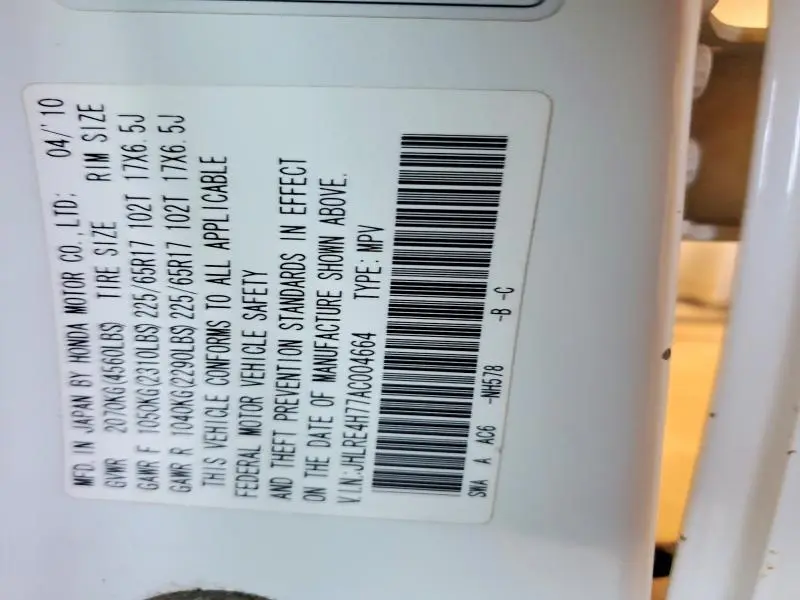 MFD. IN JAPAN BY HONDA MOTOR CO., LTD. 04/'10
GVWR 2070KG(4560LBS) TIRE SIZE RIM SIZE
GAWR F 1050KG(2310LBS) 225/65R17 102T 17X6.5J
GAWR R 1040KG(2290LBS) 225/65R17 102T 17X6.5J
THIS VEHICLE CONFORMS TO ALL APPLICABLE
FEDERAL MOTOR VEHICLE SAFETY
AND THEFT PREVENTION STANDARDS IN EFFECT
ON THE DATE OF MANUFACTURE SHOWN ABOVE.
V.I.N.:JHLRE4H77AC004664 TYPE: MPV
SWA A AC6 -NH578 -B -C